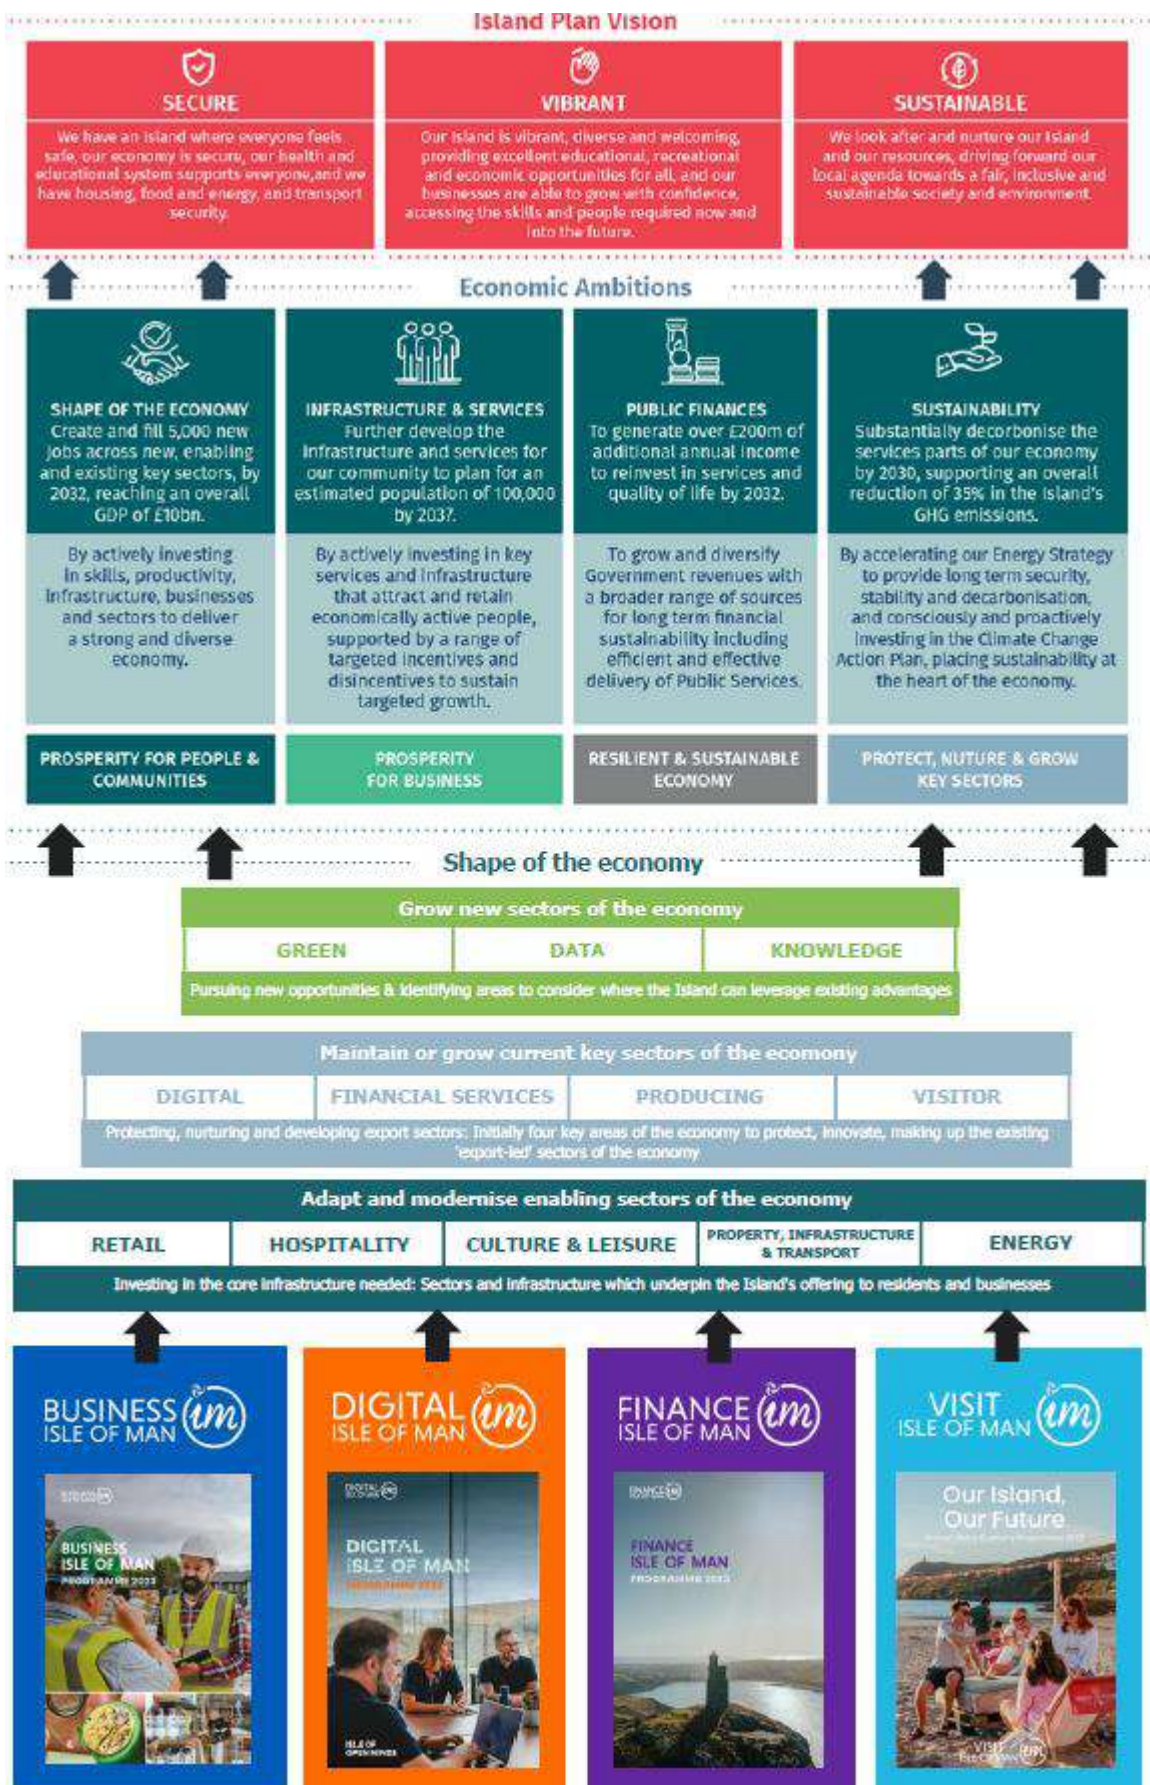 Island Plan Vision
SECURE
We have an Island where everyone feels
safe, our economy is secure, our health and
educational system supports everyone,and we
have housing, food and energy, and transport
security.
VIBRANT
Our Island is vibrant, diverse and welcoming,
providing excellent educational, recreational
and economic opportunities for all, and our
businesses are able to grow with confidence,
accessing the skills and people required now and
into the future.
SUSTAINABLE
We look after and nurture our Island
and our resources, driving forward our
local agenda towards a fair, inclusive and
sustainable society and environment.
Economic Ambitions
SHAPE OF THE ECONOMY
Create and fill 5,000 new
jobs across new, enabling
and existing key sectors, by
2032, reaching an overall
GDP of £10bn.
By actively investing
in skills, productivity,
infrastructure, businesses
and sectors to deliver
a strong and diverse
economy.
PROSPERITY FOR PEOPLE &
COMMUNITIES
INFRASTRUCTURE & SERVICES
Further develop the
infrastructure and services for
our community to plan for an
estimated population of 100,000
by 2037.
By actively investing in key
services and infrastructure
that attract and retain
economically active people,
supported by a range of
targeted incentives and
disincentives to sustain
targeted growth.
PROSPERITY
FOR BUSINESS
PUBLIC FINANCES
To generate over £200m of
additional annual income
to reinvest in services and
quality of life by 2032.
To grow and diversify
Government revenues with
a broader range of sources
for long term financial
sustainability including
efficient and effective
delivery of Public Services.
RESILIENT & SUSTAINABLE
ECONOMY
SUSTAINABILITY
Substantially decorbonise the
services parts of our economy
by 2030, supporting an overall
reduction of 35% in the Island's
GHG emissions.
By accelerating our Energy Strategy
to provide long term security,
stability and decarbonisation,
and consciously and proactively
investing in the Climate Change
Action Plan, placing sustainability at
the heart of the economy.
PROTECT, NUTURE & GROW
KEY SECTORS
Shape of the economy
Grow new sectors of the economy
GREEN
DATA
KNOWLEDGE
Pursuing new opportunities & identifying areas to consider where the Island can leverage existing advantages
Maintain or grow current key sectors of the ecomony
DIGITAL
FINANCIAL SERVICES
PRODUCING
VISITOR
Protecting, nurturing and developing export sectors: Initially four key areas of the economy to protect, innovate, making up the existing
'export-led' sectors of the economy
Adapt and modernise enabling sectors of the economy
RETAIL
HOSPITALITY
CULTURE & LEISURE
PROPERTY, INFRASTRUCTURE
& TRANSPORT
ENERGY
Investing in the core infrastructure needed: Sectors and infrastructure which underpin the Island's offering to residents and businesses
BUSINESS
ISLE OF MAN
im
BUSINESS
ISLE OF MAN
PROGRAMME 2023
DIGITAL
ISLE OF MAN
im
DIGITAL
ISLE OF MAN
DIGITAL
ISLE OF MAN
PROGRAMME 2023
ISLE OF
OPEN MINDS
FINANCE
ISLE OF MAN
im
FINANCE
ISLE OF MAN
PROGRAMME 2023
VISIT
ISLE OF MAN
im
Our Island,
Our Future
VISIT
ISLE OF MAN